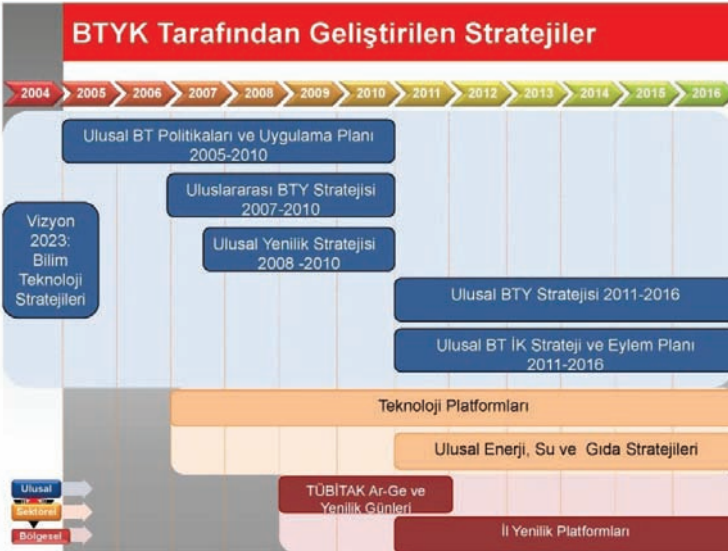 BTYK Tarafından Geliştirilen Stratejiler
2004 2005 2006 2007 2008 2009 2010 2011 2012 2013 2014 2015 2016
Ulusal BT Politikaları ve Uygulama Planı
2005-2010
Uluslararası BTY Stratejisi
2007-2010
Vizyon
2023:
Bilim
Teknoloji
Stratejileri
Ulusal Yenilik Stratejisi
2008 -2010
Ulusal BTY Stratejisi 2011-2016
Ulusal BT İK Strateji ve Eylem Planı
2011-2016
Teknoloji Platformları
Ulusal Enerji, Su ve Gıda Stratejileri
Ulusal
Sektörel
Bölgesel
TÜBİTAK Ar-Ge ve
Yenilik Günleri
İl Yenilik Platformları